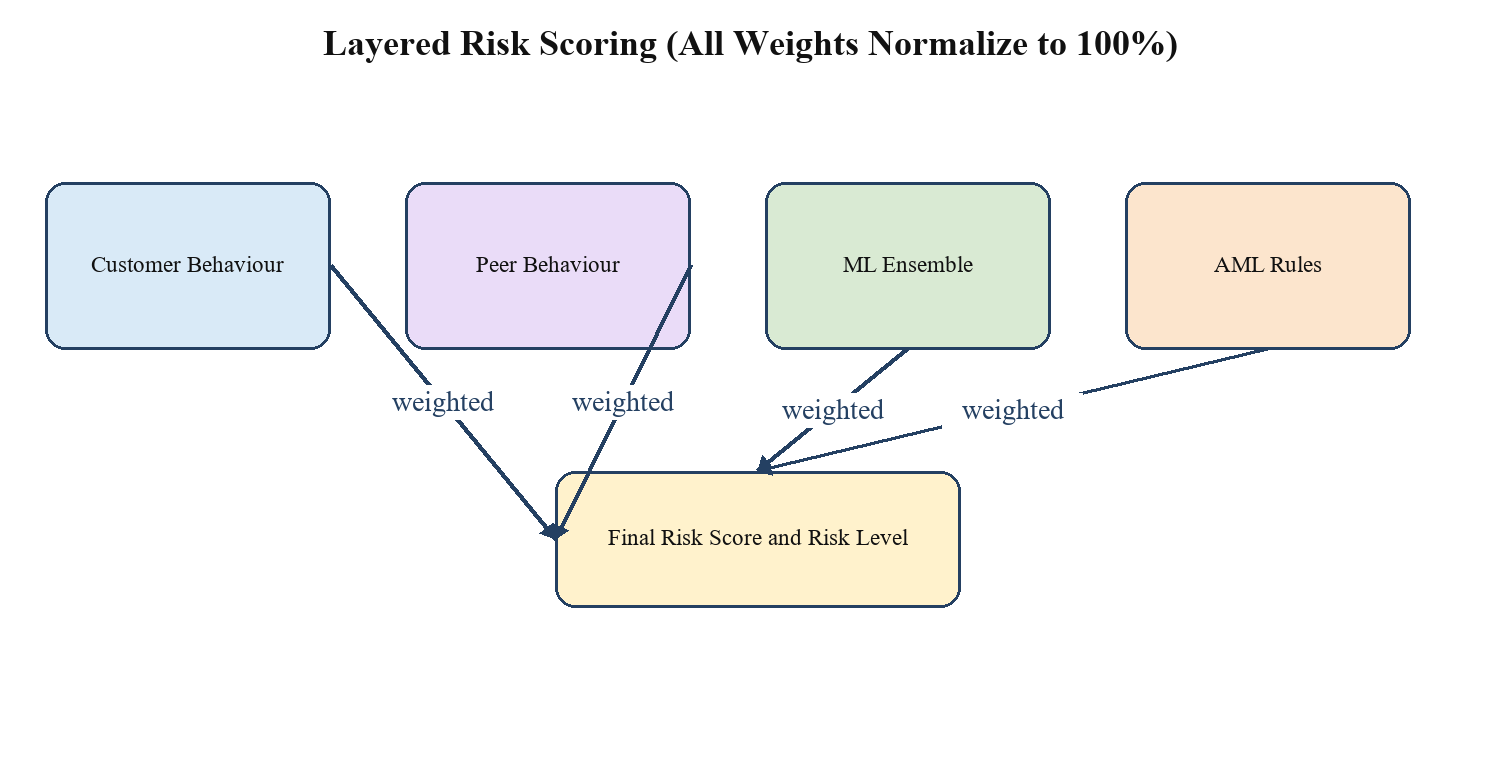 Layered Risk Scoring (All Weights Normalize to 100%)
Customer Behaviour
Peer Behaviour
ML Ensemble
AML Rules
weighted
weighted
weighted
weighted
Final Risk Score and Risk Level